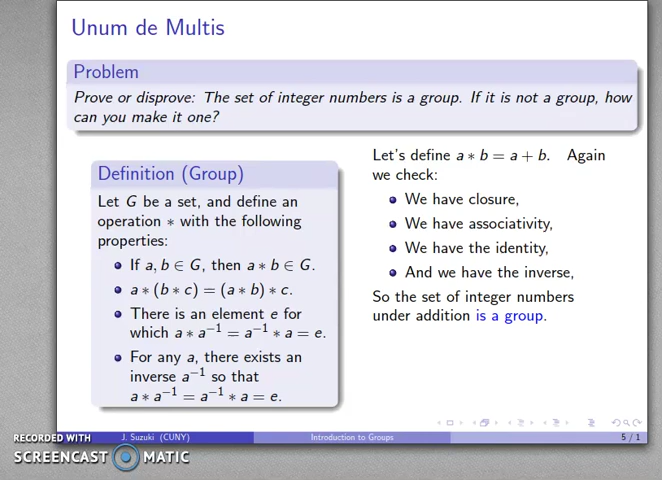 Unum de Multis
Problem
Prove or disprove: The set of integer numbers is a group. If it is not a group, how
can you make it one?
Definition (Group)
Let G be a set, and define an
operation ∗ with the following
properties:
If a, b ∈ G, then a ∗ b ∈ G.
a ∗ (b ∗ c) = (a ∗ b) ∗ c.
There is an element e for
which a ∗ a⁻¹ = a⁻¹ ∗ a = e.
For any a, there exists an
inverse a⁻¹ so that
a ∗ a⁻¹ = a⁻¹ ∗ a = e.
Let's define a ∗ b = a + b. Again
we check:
We have closure,
We have associativity,
We have the identity,
And we have the inverse,
So the set of integer numbers
under addition is a group.
J. Suzuki (CUNY)
Introduction to Groups
5 / 1
RECORDED WITH
SCREENCAST MATIC